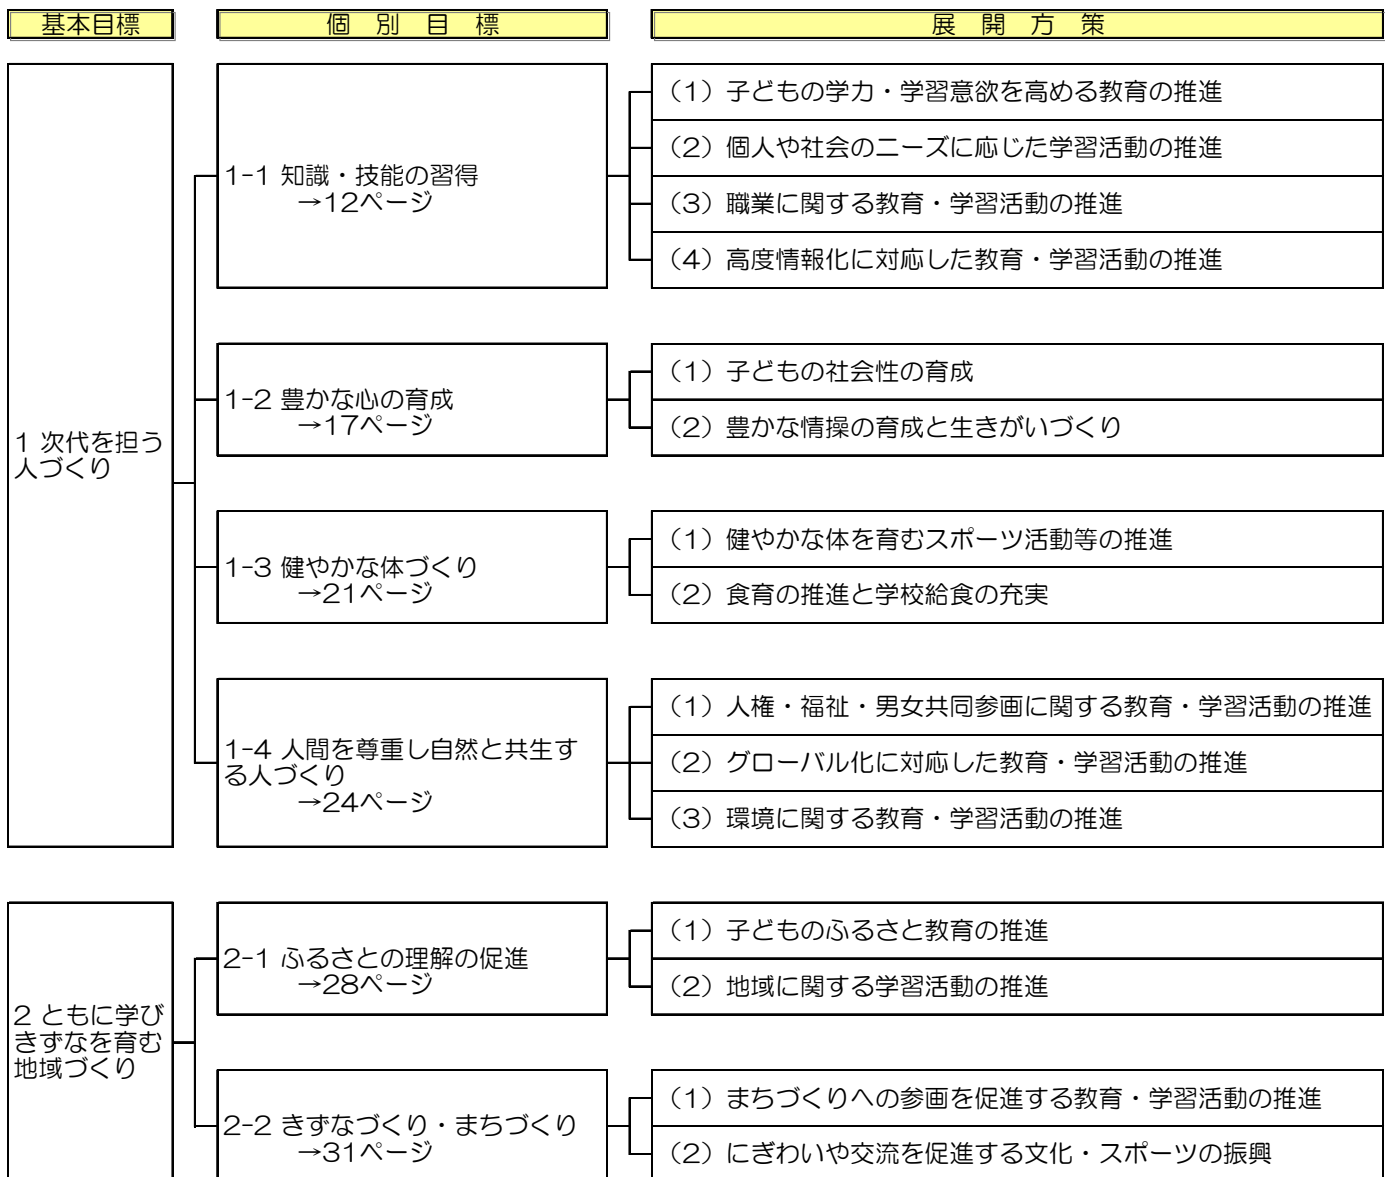 基本目標
個 別 目 標
展 開 方 策
1 次代を担う
人づくり
1-1 知識・技能の習得
→12ページ
（1）子どもの学力・学習意欲を高める教育の推進
（2）個人や社会のニーズに応じた学習活動の推進
（3）職業に関する教育・学習活動の推進
（4）高度情報化に対応した教育・学習活動の推進
1-2 豊かな心の育成
→17ページ
（1）子どもの社会性の育成
（2）豊かな情操の育成と生きがいづくり
1-3 健やかな体づくり
→21ページ
（1）健やかな体を育むスポーツ活動等の推進
（2）食育の推進と学校給食の充実
1-4 人間を尊重し自然と共生す
る人づくり
→24ページ
（1）人権・福祉・男女共同参画に関する教育・学習活動の推進
（2）グローバル化に対応した教育・学習活動の推進
（3）環境に関する教育・学習活動の推進
2 ともに学び
きずなを育む
地域づくり
2-1 ふるさとの理解の促進
→28ページ
（1）子どものふるさと教育の推進
（2）地域に関する学習活動の推進
2-2 きずなづくり・まちづくり
→31ページ
（1）まちづくりへの参画を促進する教育・学習活動の推進
（2）にぎわいや交流を促進する文化・スポーツの振興